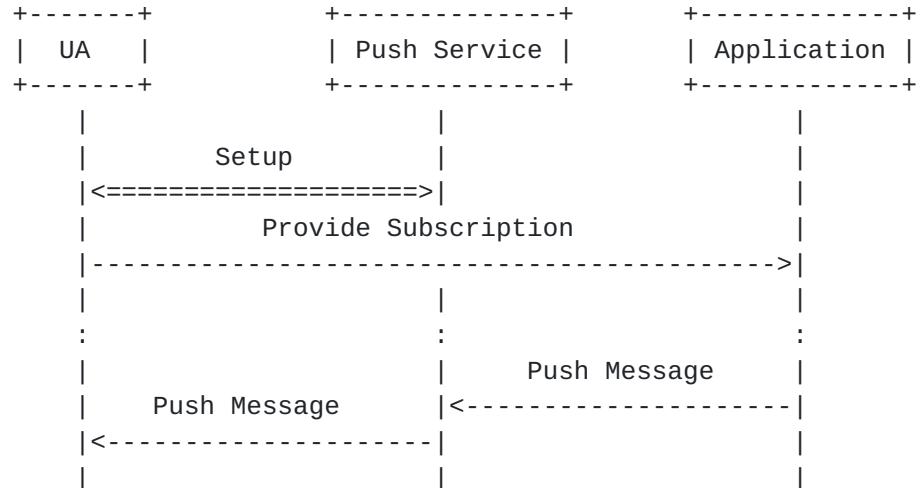 UA Push Service Application
Setup
Provide Subscription
Push Message
Push Message